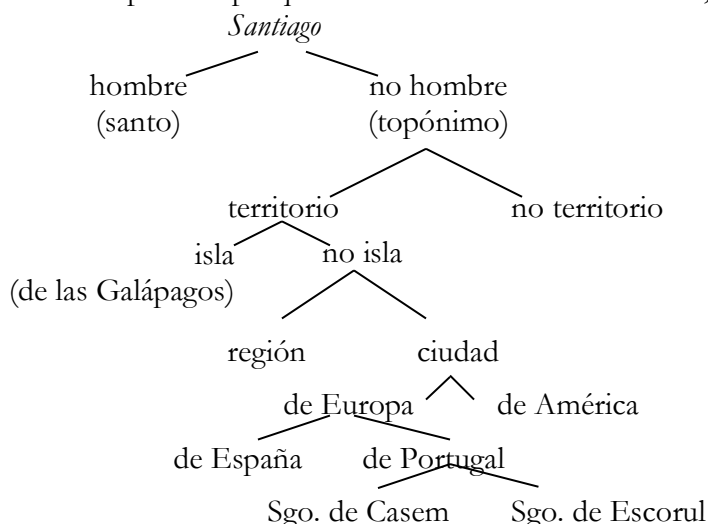 Santiago
hombre no hombre
(santo) (topónimo)
territorio no territorio
isla no isla
(de las Galápagos)
región ciudad
de Europa de América
de España de Portugal
Sgo. de Casem Sgo. de Escorul